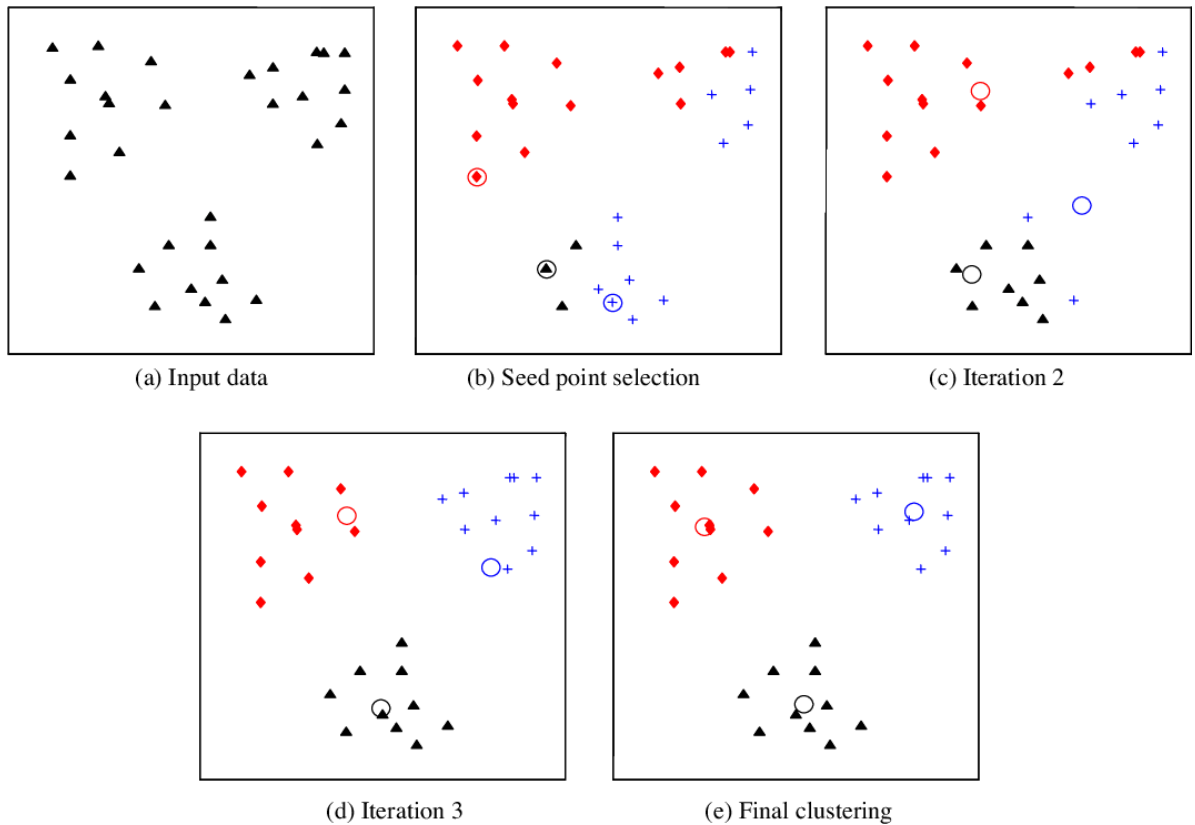 (a) Input data
(b) Seed point selection
(c) Iteration 2
(d) Iteration 3
(e) Final clustering